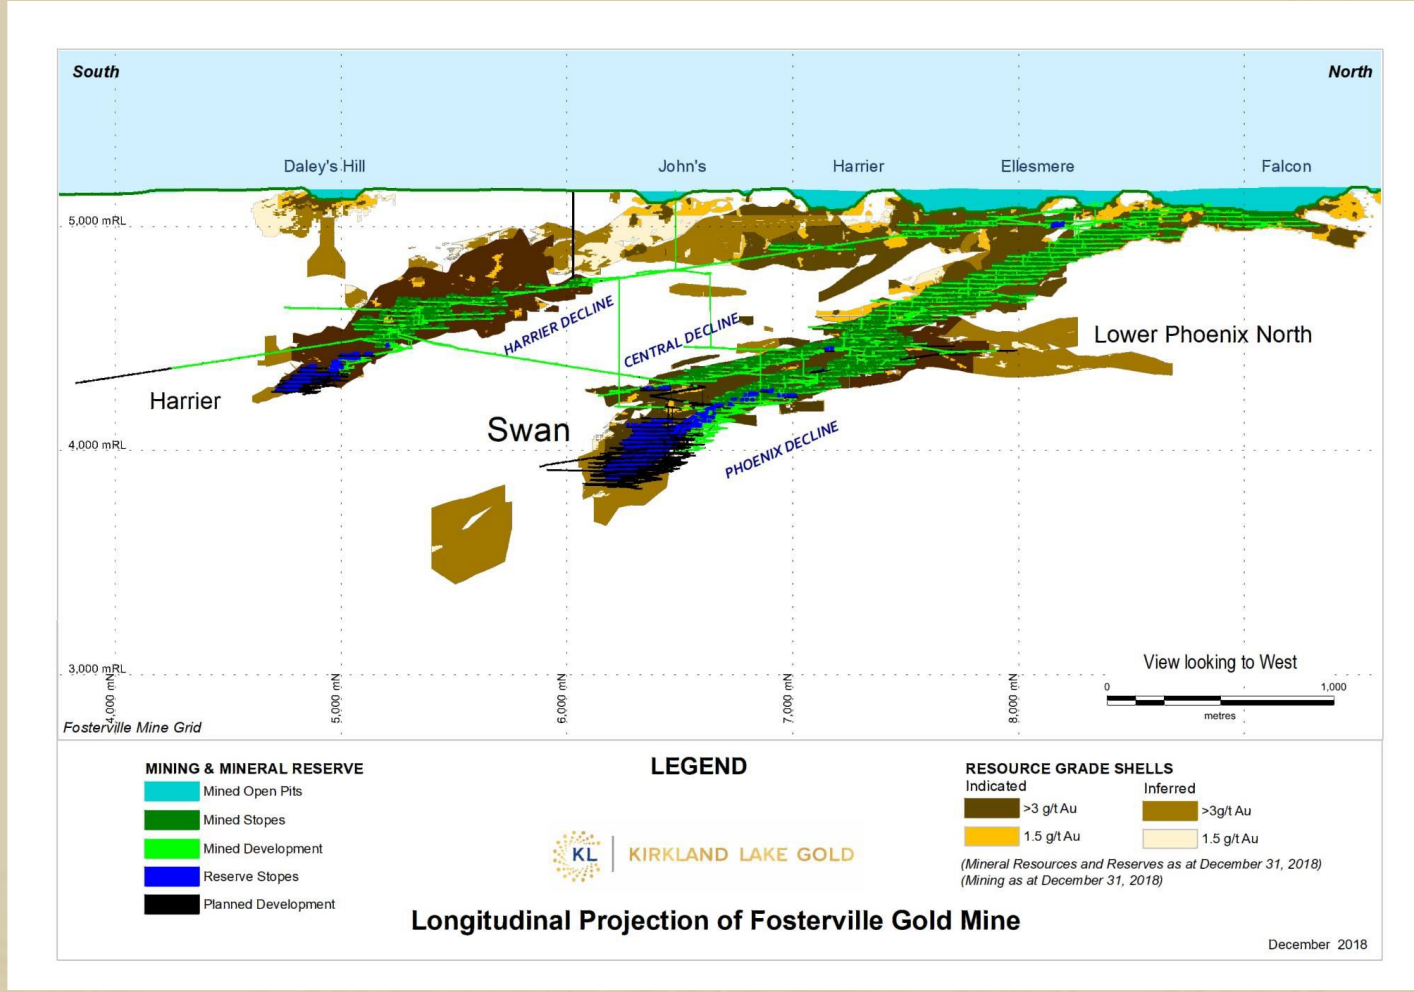 South
North
Daley's Hill
John's
Harrier
Ellesmere
Falcon
5,000 mRL
HARRIER DECLINE
CENTRAL DECLINE
Lower Phoenix North
Harrier
Swan
4,000 mRL
PHOENIX DECLINE
View looking to West
3,000 mRL
0
1,000
metres
4,000 mN
5,000 mN
6,000 mN
7,000 mN
8,000 mN
Fosterville Mine Grid
LEGEND
MINING & MINERAL RESERVE
Mined Open Pits
Mined Stopes
Mined Development
Reserve Stopes
Planned Development
KL
KIRKLAND LAKE GOLD
RESOURCE GRADE SHELLS
Indicated
>3 g/t Au
1.5 g/t Au
Inferred
>3g/t Au
1.5 g/t Au
(Mineral Resources and Reserves as at December 31, 2018)
(Mining as at December 31, 2018)
Longitudinal Projection of Fosterville Gold Mine
December 2018